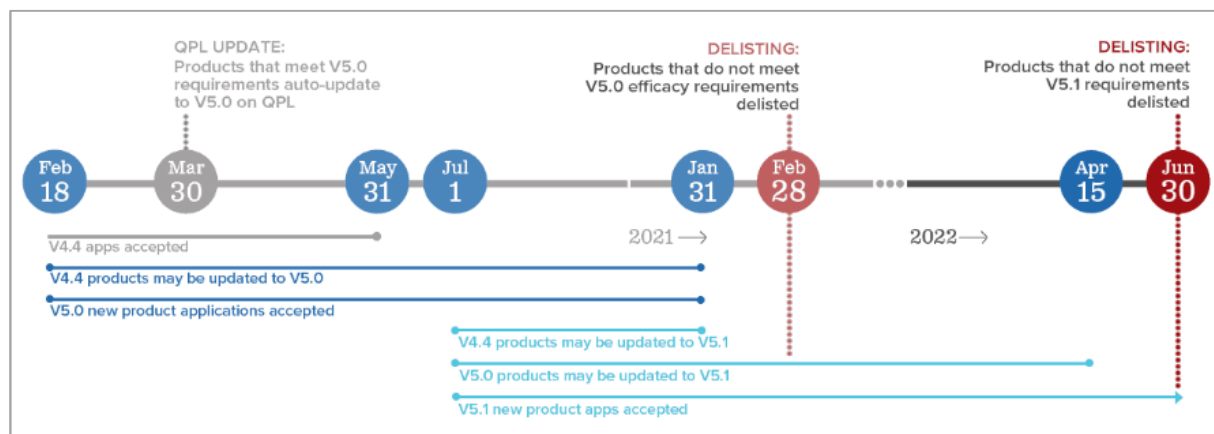 QPL UPDATE:
Products that meet V5.0
requirements auto-update
to V5.0 on QPL
DELISTING:
Products that do not meet
V5.0 efficacy requirements
delisted
DELISTING:
Products that do not meet
V5.1 requirements
delisted
Feb
18
Mar
30
May
31
Jul
1
Jan
31
Feb
28
Apr
15
Jun
30
2021
2022
V4.4 apps accepted
V4.4 products may be updated to V5.0
V5.0 new product applications accepted
V4.4 products may be updated to V5.1
V5.0 products may be updated to V5.1
V5.1 new product apps accepted